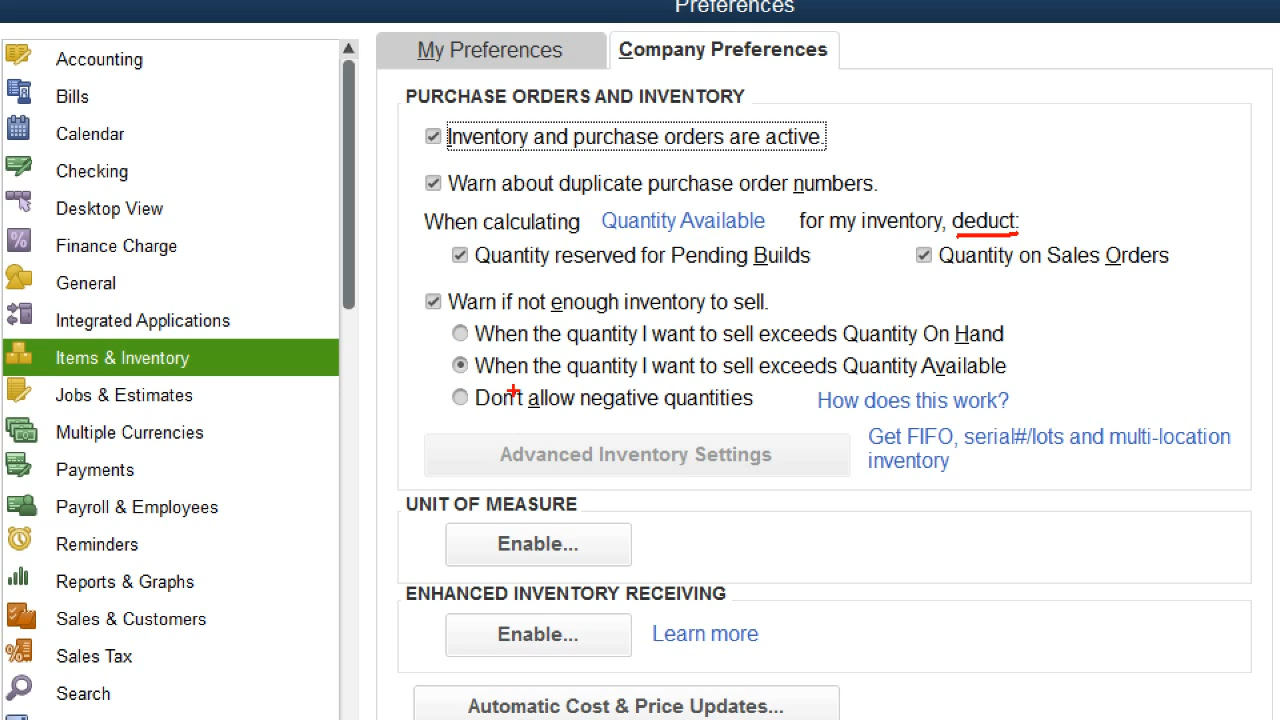 Preferences
Accounting
Bills
Calendar
Checking
Desktop View
Finance Charge
General
Integrated Applications
Items & Inventory
Jobs & Estimates
Multiple Currencies
Payments
Payroll & Employees
Reminders
Reports & Graphs
Sales & Customers
Sales Tax
Search
My Preferences
Company Preferences
PURCHASE ORDERS AND INVENTORY
Inventory and purchase orders are active.
Warn about duplicate purchase order numbers.
When calculating Quantity Available for my inventory, deduct:
Quantity reserved for Pending Builds
Quantity on Sales Orders
Warn if not enough inventory to sell.
When the quantity I want to sell exceeds Quantity On Hand
When the quantity I want to sell exceeds Quantity Available
Don't allow negative quantities
How does this work?
Advanced Inventory Settings
Get FIFO, serial#/lots and multi-location
inventory
UNIT OF MEASURE
Enable...
ENHANCED INVENTORY RECEIVING
Enable...
Learn more
Automatic Cost & Price Updates...